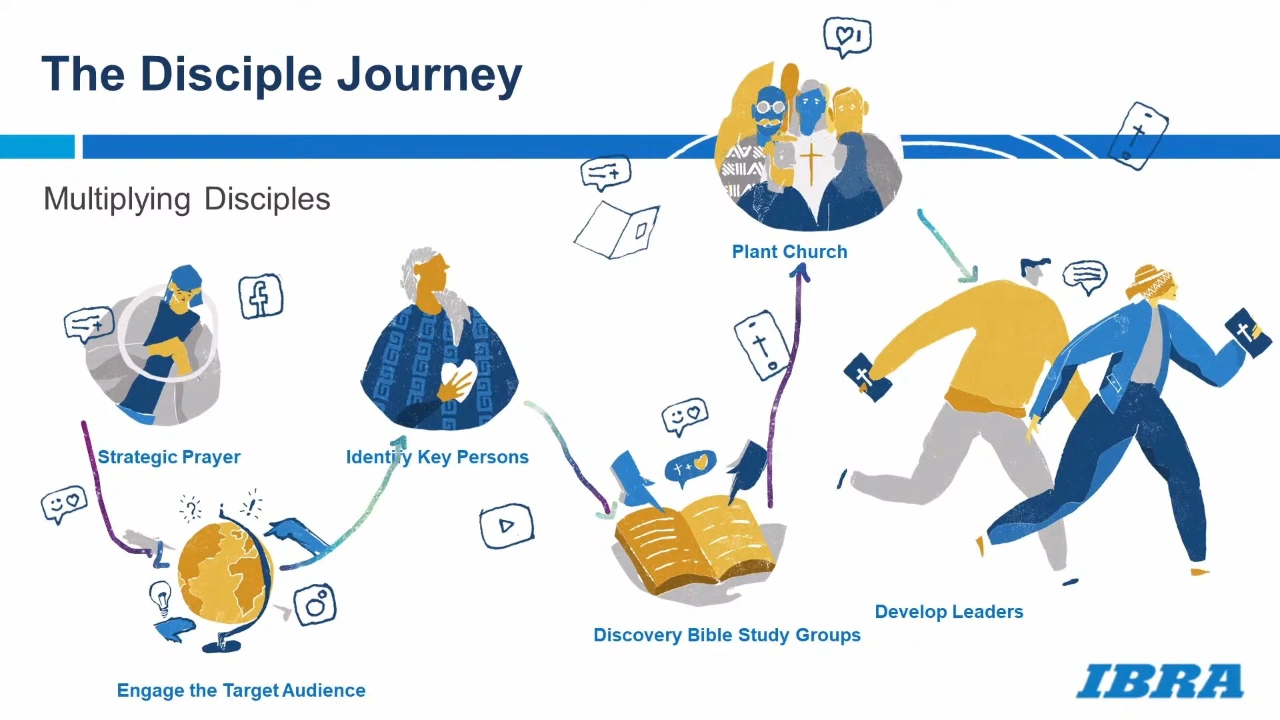 The Disciple Journey
Multiplying Disciples
Plant Church
Strategic Prayer
Identify Key Persons
Discovery Bible Study Groups
Develop Leaders
Engage the Target Audience
IBRA